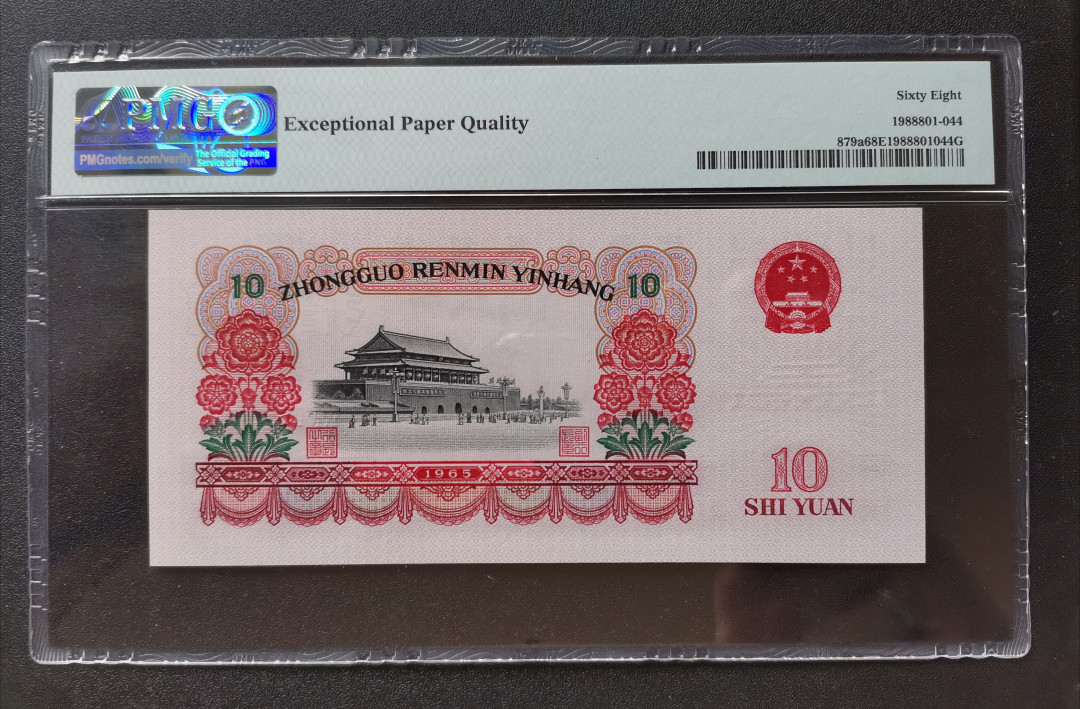 PMG
Exceptional Paper Quality
Sixty Eight
1988801-044
879a68E1988801044G
PMGnotes.com/verify
The Official Grading
Service of the PNG
10 ZHONGGUO RENMIN YINHANG 10
1965
10
SHI YUAN